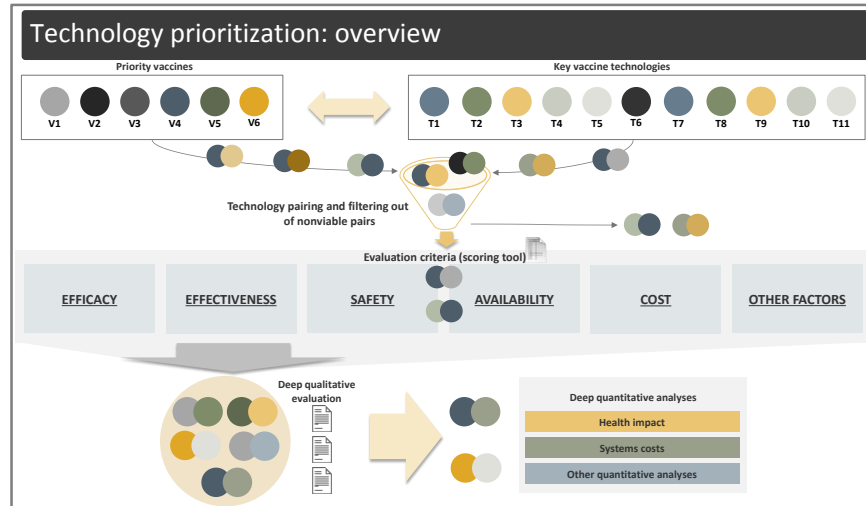 Technology prioritization: overview
Priority vaccines
Key vaccine technologies
V1 V2 V3 V4 V5 V6
T1 T2 T3 T4 T5 T6 T7 T8 T9 T10 T11
Technology pairing and filtering out
of nonviable pairs
Evaluation criteria (scoring tool)
EFFICACY
EFFECTIVENESS
SAFETY
AVAILABILITY
COST
OTHER FACTORS
Deep qualitative
evaluation
Deep quantitative analyses
Health impact
Systems costs
Other quantitative analyses